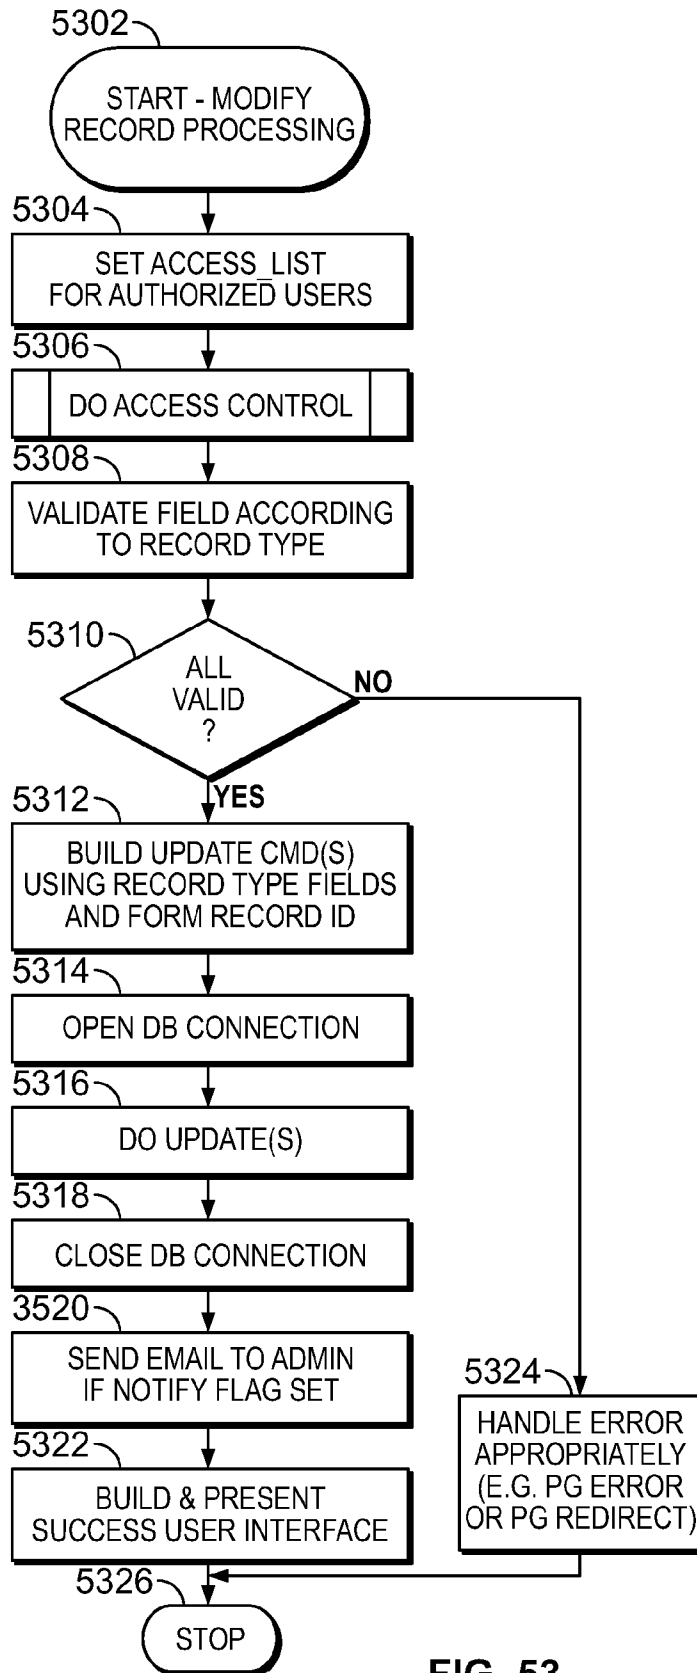 5302
START - MODIFY
RECORD PROCESSING
5304
SET ACCESS_LIST
FOR AUTHORIZED USERS
5306
DO ACCESS CONTROL
5308
VALIDATE FIELD ACCORDING
TO RECORD TYPE
5310
ALL
VALID
?
NO
YES
5312
BUILD UPDATE CMD(S)
USING RECORD TYPE FIELDS
AND FORM RECORD ID
5314
OPEN DB CONNECTION
5316
DO UPDATE(S)
5318
CLOSE DB CONNECTION
3520
SEND EMAIL TO ADMIN
IF NOTIFY FLAG SET
5324
HANDLE ERROR
APPROPRIATELY
(E.G. PG ERROR
OR PG REDIRECT)
5322
BUILD & PRESENT
SUCCESS USER INTERFACE
5326
STOP
FIG. 53